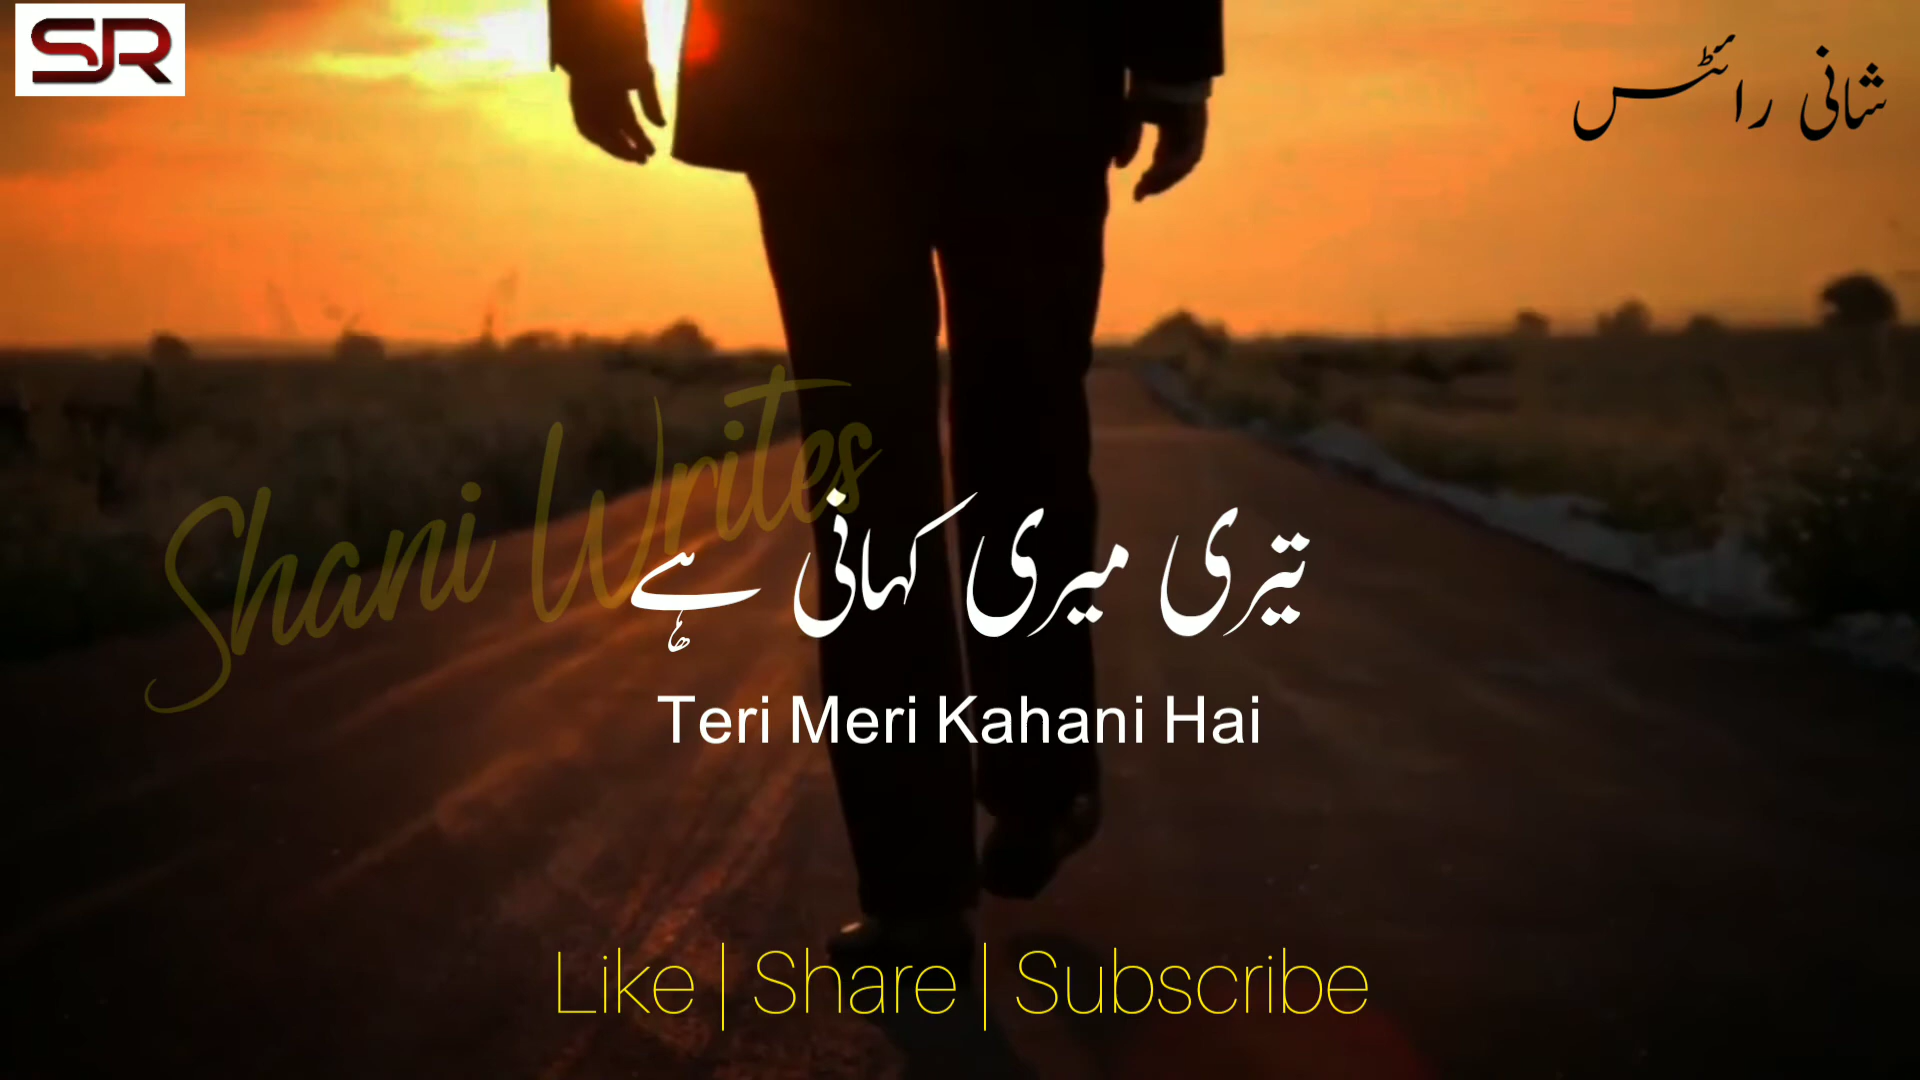 SR
شانی رائٹس
Shani Writes
تیری میری کہانی ہے
Teri Meri Kahani Hai
Like | Share | Subscribe